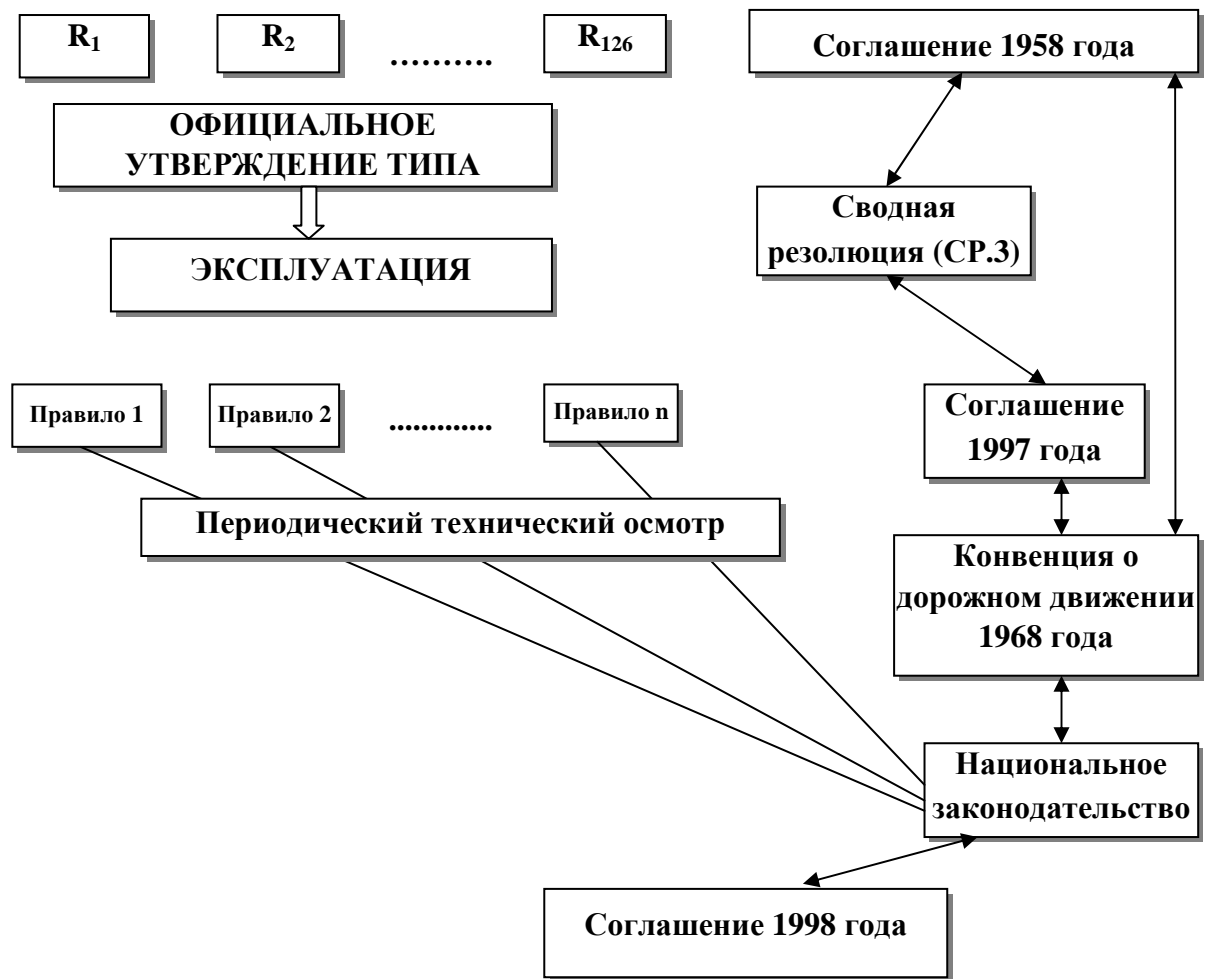 R1
R2
..........
R126
Соглашение 1958 года
ОФИЦИАЛЬНОЕ
УТВЕРЖДЕНИЕ ТИПА
Сводная
резолюция (СР.3)
ЭКСПЛУАТАЦИЯ
Правило 1
Правило 2
.............
Правило n
Соглашение
1997 года
Периодический технический осмотр
Конвенция о
дорожном движении
1968 года
Национальное
законодательство
Соглашение 1998 года